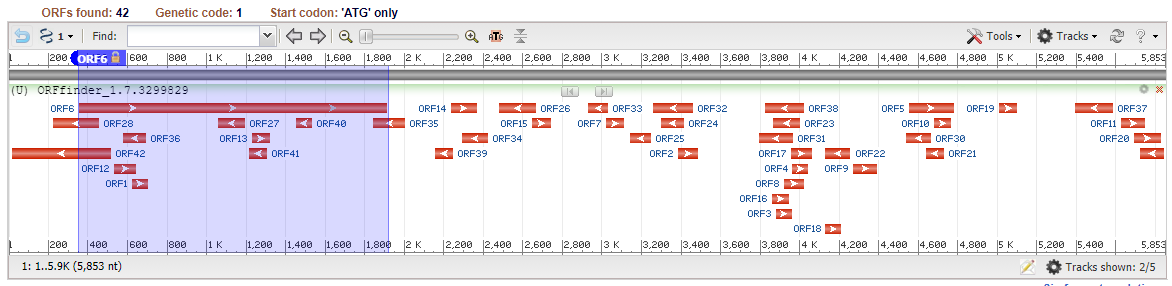 ORFs found: 42 Genetic code: 1 Start codon: 'ATG' only
1 Find: ATG Tools Tracks ?
1 200 ORF6 600 800 1 K 1,200 1,400 1,600 1,800 2 K 2,200 2,400 2,600 2,800 3 K 3,200 3,400 3,600 3,800 4 K 4,200 4,400 4,600 4,800 5 K 5,200 5,400 5,600 5,853
(U) ORFfinder_1.7.3299829
ORF6 ORF14 ORF26 ORF33 ORF32 ORF38 ORF5 ORF19 ORF37
ORF28 ORF27 ORF40 ORF35 ORF15 ORF7 ORF24 ORF23 ORF10 ORF11
ORF36 ORF13 ORF34 ORF25 ORF31 ORF30 ORF20
ORF42 ORF41 ORF39 ORF2 ORF17 ORF22 ORF21
ORF12 ORF4 ORF9
ORF1 ORF8
ORF16
ORF3
ORF18
1 200 400 600 800 1 K 1,200 1,400 1,600 1,800 2 K 2,200 2,400 2,600 2,800 3 K 3,200 3,400 3,600 3,800 4 K 4,200 4,400 4,600 4,800 5 K 5,200 5,400 5,600 5,853
1: 1..5.9K (5,853 nt) Tracks shown: 2/5